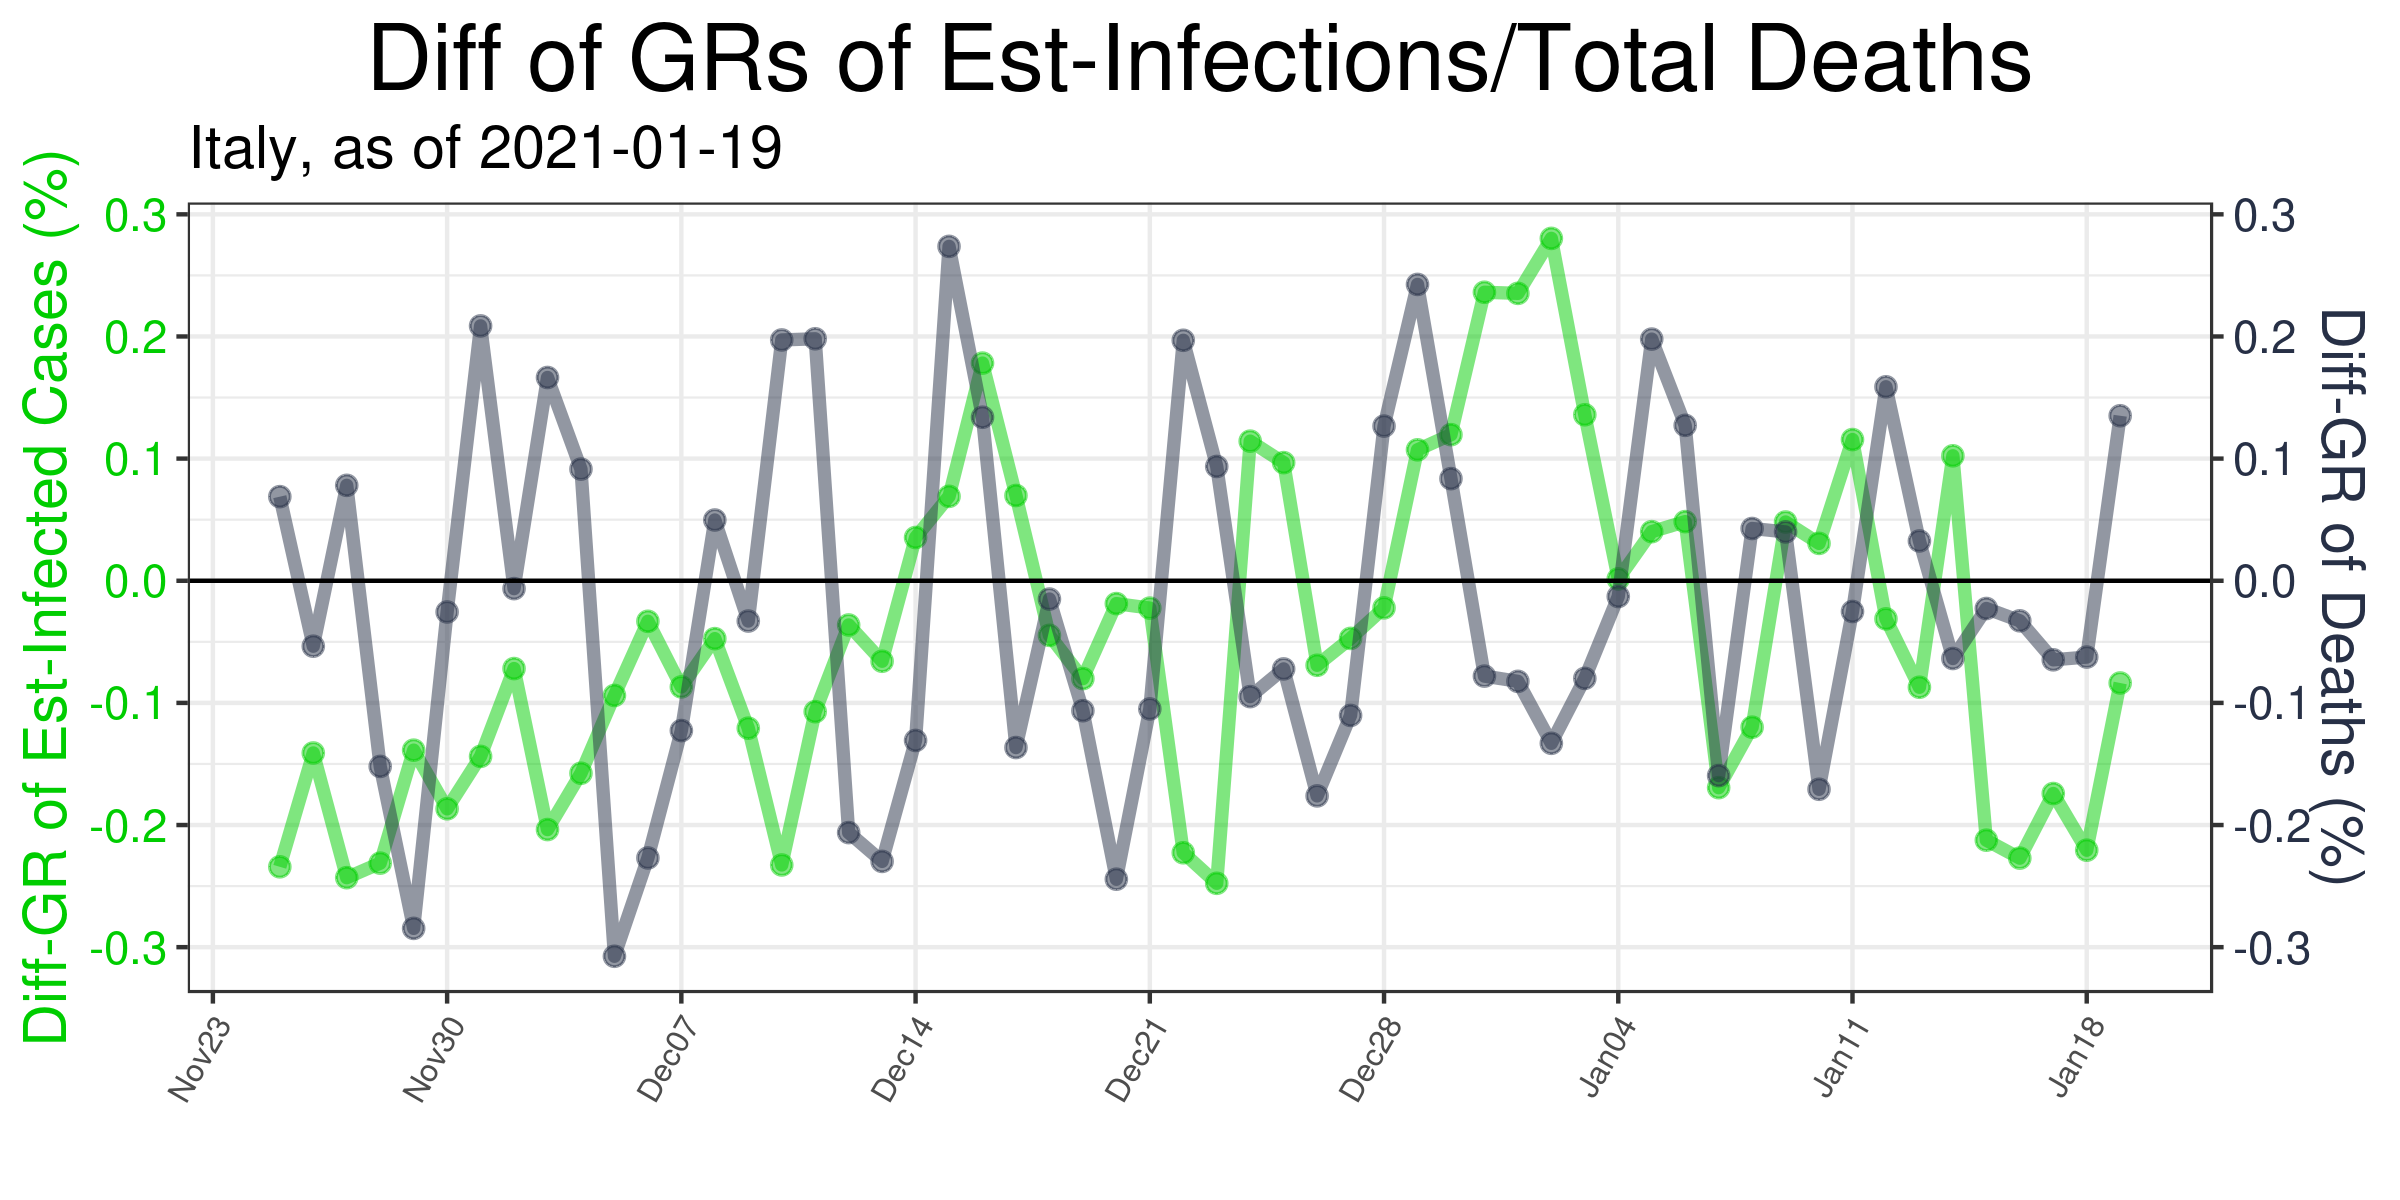 Diff of GRs of Est-Infections/Total Deaths
Italy, as of 2021-01-19
Diff-GR of Est-Infected Cases (%)
0.3
0.2
0.1
0.0
-0.1
-0.2
-0.3
0.3
0.2
0.1
0.0
-0.1
-0.2
-0.3
Diff-GR of Deaths (%)
Nov23
Nov30
Dec07
Dec14
Dec21
Dec28
Jan04
Jan11
Jan18